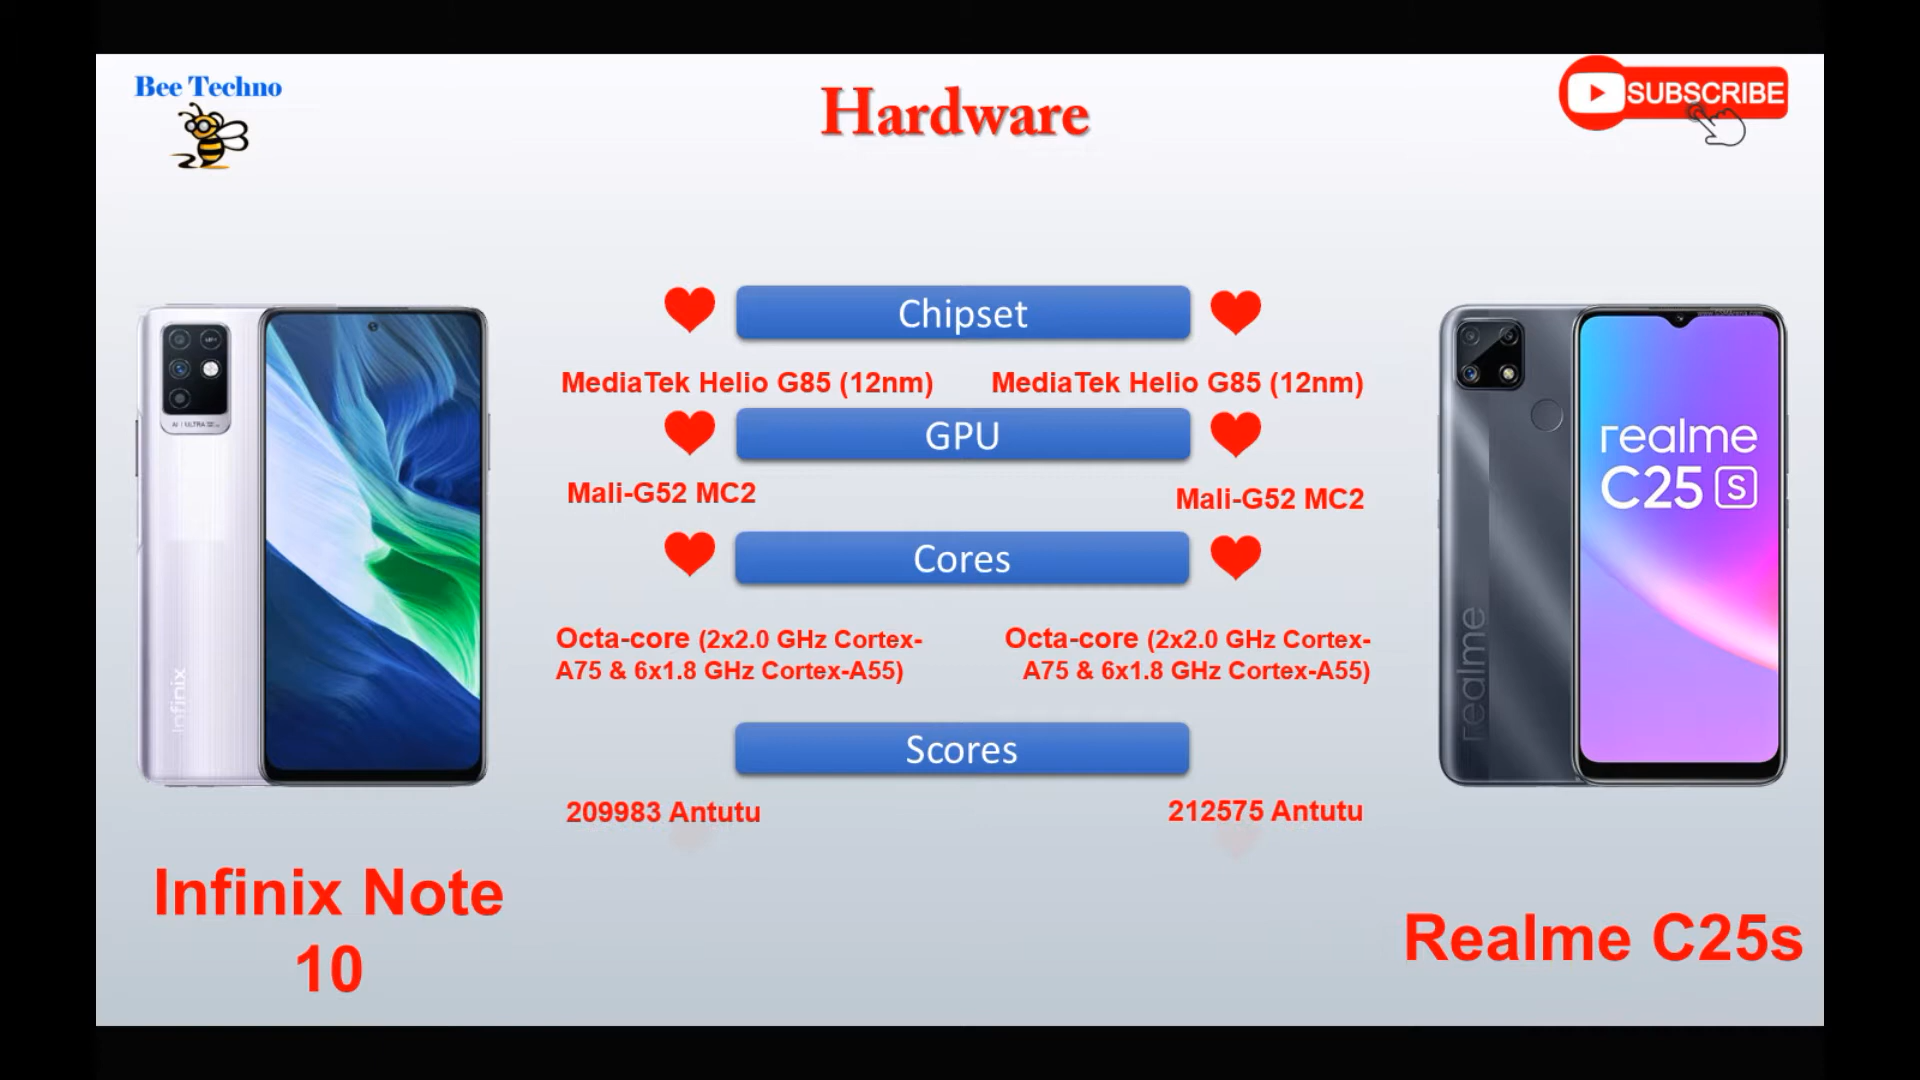 Bee Techno
Hardware
SUBSCRIBE
Chipset
MediaTek Helio G85 (12nm)
MediaTek Helio G85 (12nm)
GPU
Mali-G52 MC2
Mali-G52 MC2
Cores
Octa-core (2x2.0 GHz Cortex-
A75 & 6x1.8 GHz Cortex-A55)
Octa-core (2x2.0 GHz Cortex-
A75 & 6x1.8 GHz Cortex-A55)
Scores
209983 Antutu
212575 Antutu
Infinix
realme
realme
C25 S
Infinix Note
10
Realme C25s